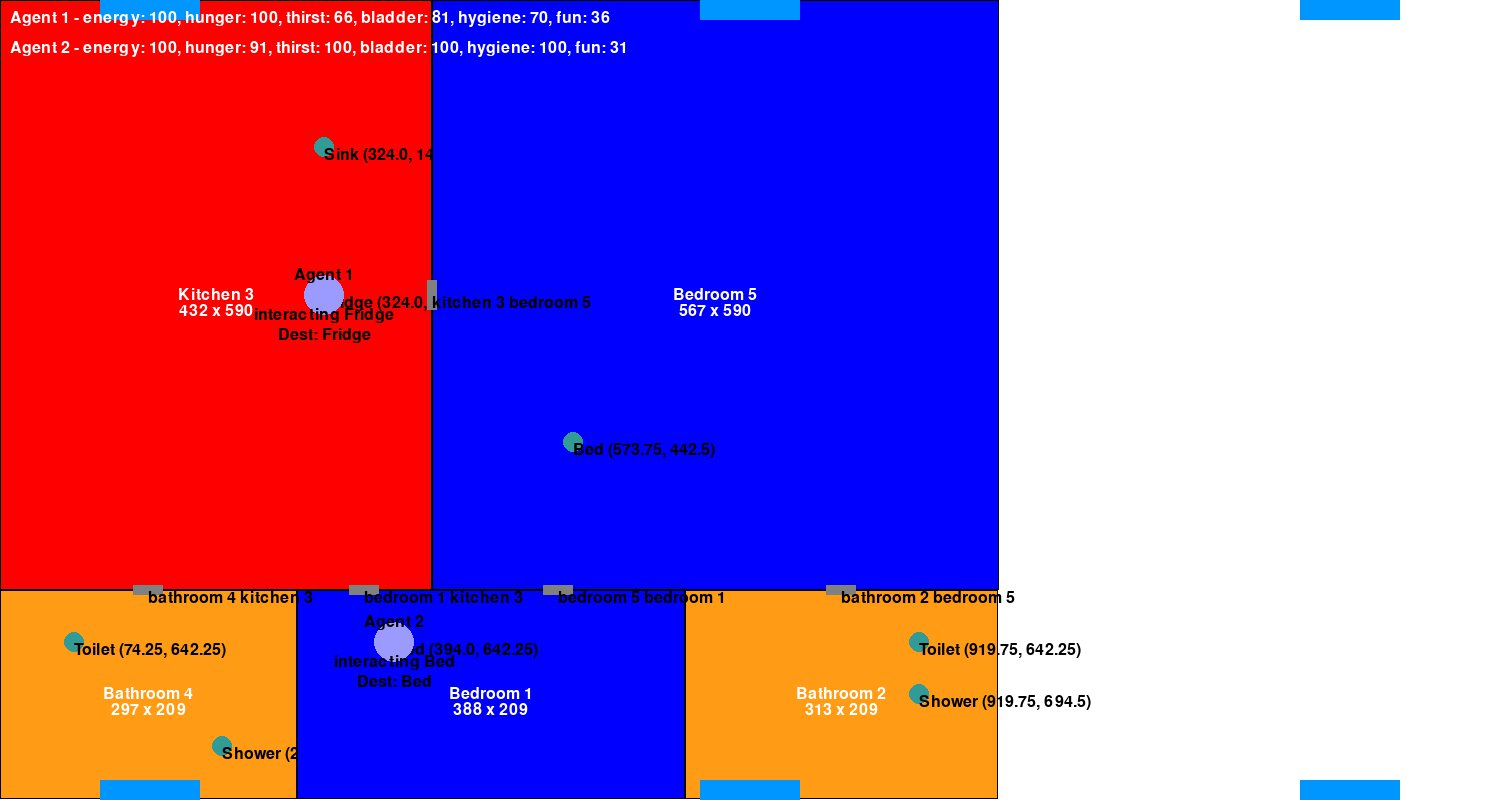 Agent 1 - energy: 100, hunger: 100, thirst: 66, bladder: 81, hygiene: 70, fun: 36
Agent 2 - energy: 100, hunger: 91, thirst: 100, bladder: 100, hygiene: 100, fun: 31
Sink (324.0, 14
Agent 1
Kitchen 3
432 x 590
dge (324.0,
kitchen 3 bedroom 5
interacting Fridge
Dest: Fridge
Bedroom 5
567 x 590
Bed (573.75, 442.5)
bathroom 4 kitchen 3
bedroom 1 kitchen 3
bedroom 5 bedroom 1
bathroom 2 bedroom 5
Agent 2
Toilet (74.25, 642.25)
d (394.0, 642.25)
Toilet (919.75, 642.25)
interacting Bed
Dest: Bed
Bathroom 4
297 x 209
Bedroom 1
388 x 209
Bathroom 2
313 x 209
Shower (919.75, 694.5)
Shower (2